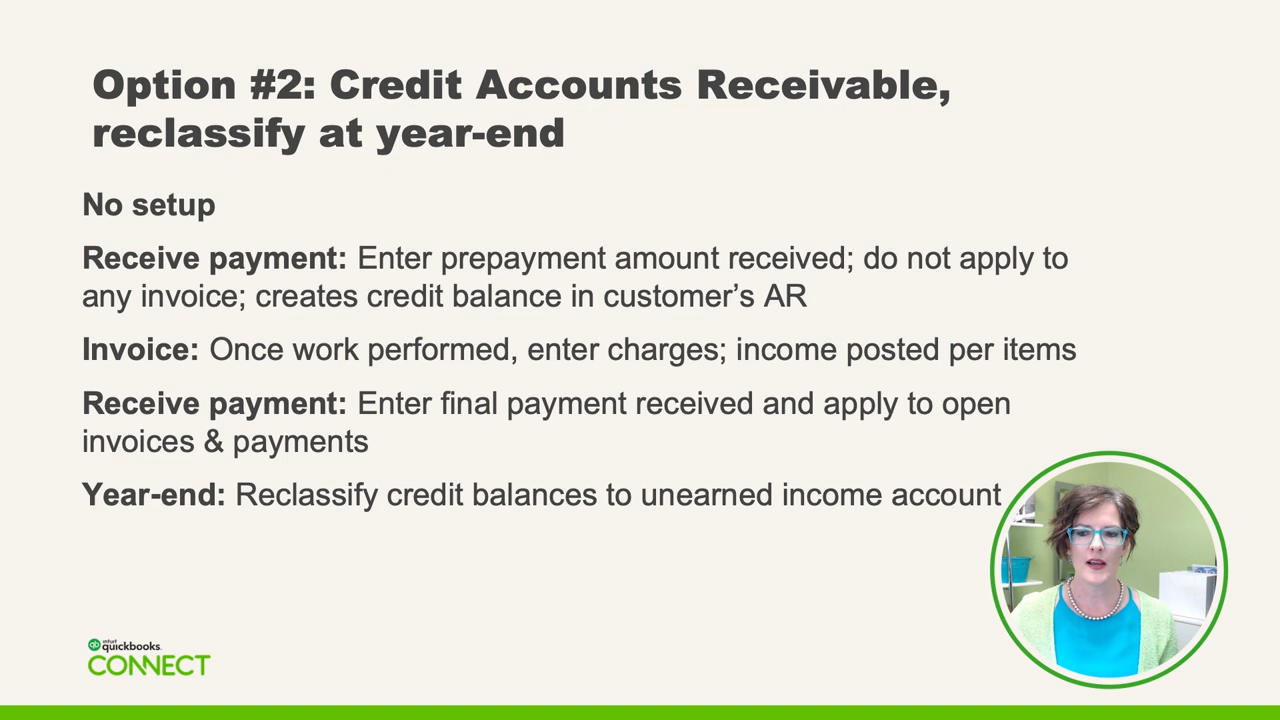 Option #2: Credit Accounts Receivable,
reclassify at year-end
No setup
Receive payment: Enter prepayment amount received; do not apply to
any invoice; creates credit balance in customer’s AR
Invoice: Once work performed, enter charges; income posted per items
Receive payment: Enter final payment received and apply to open
invoices & payments
Year-end: Reclassify credit balances to unearned income account
intuit
quickbooks.
CONNECT